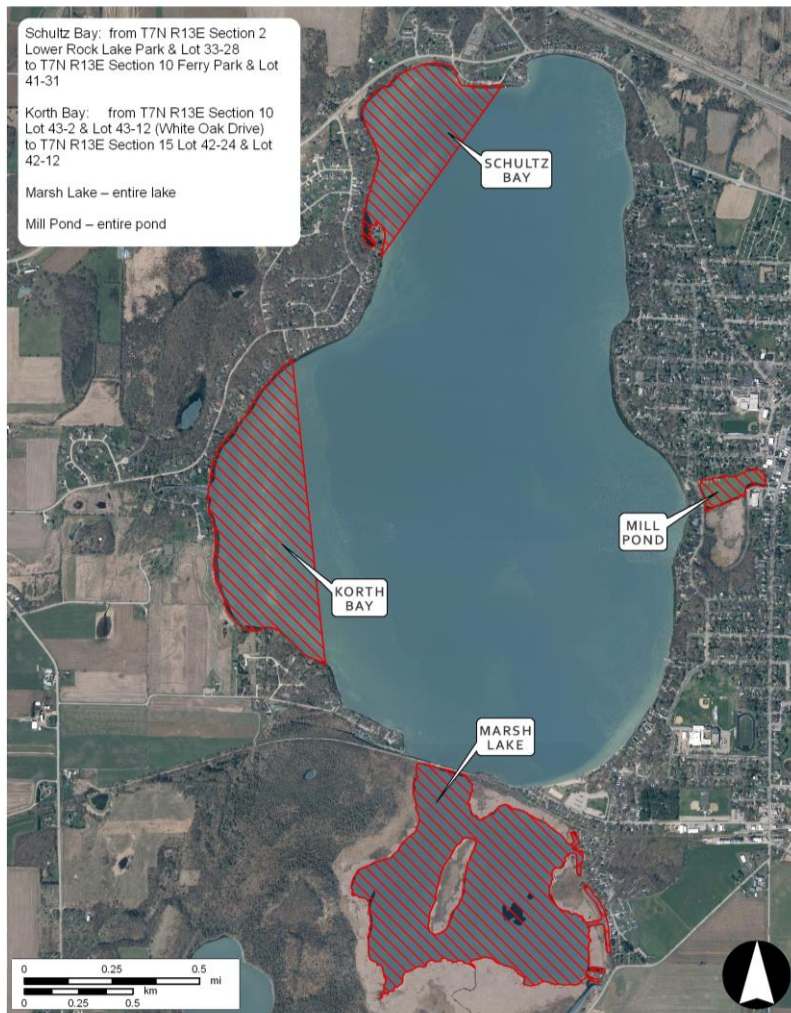 Schultz Bay: from T7N R13E Section 2
Lower Rock Lake Park & Lot 33-28
to T7N R13E Section 10 Ferry Park & Lot
41-31
Korth Bay: from T7N R13E Section 10
Lot 43-2 & Lot 43-12 (White Oak Drive)
to T7N R13E Section 15 Lot 42-24 & Lot
42-12
Marsh Lake – entire lake
Mill Pond – entire pond
SCHULTZ
BAY
MILL
POND
KORTH
BAY
MARSH
LAKE
0 0.25 0.5
mi
km
0 0.25 0.5